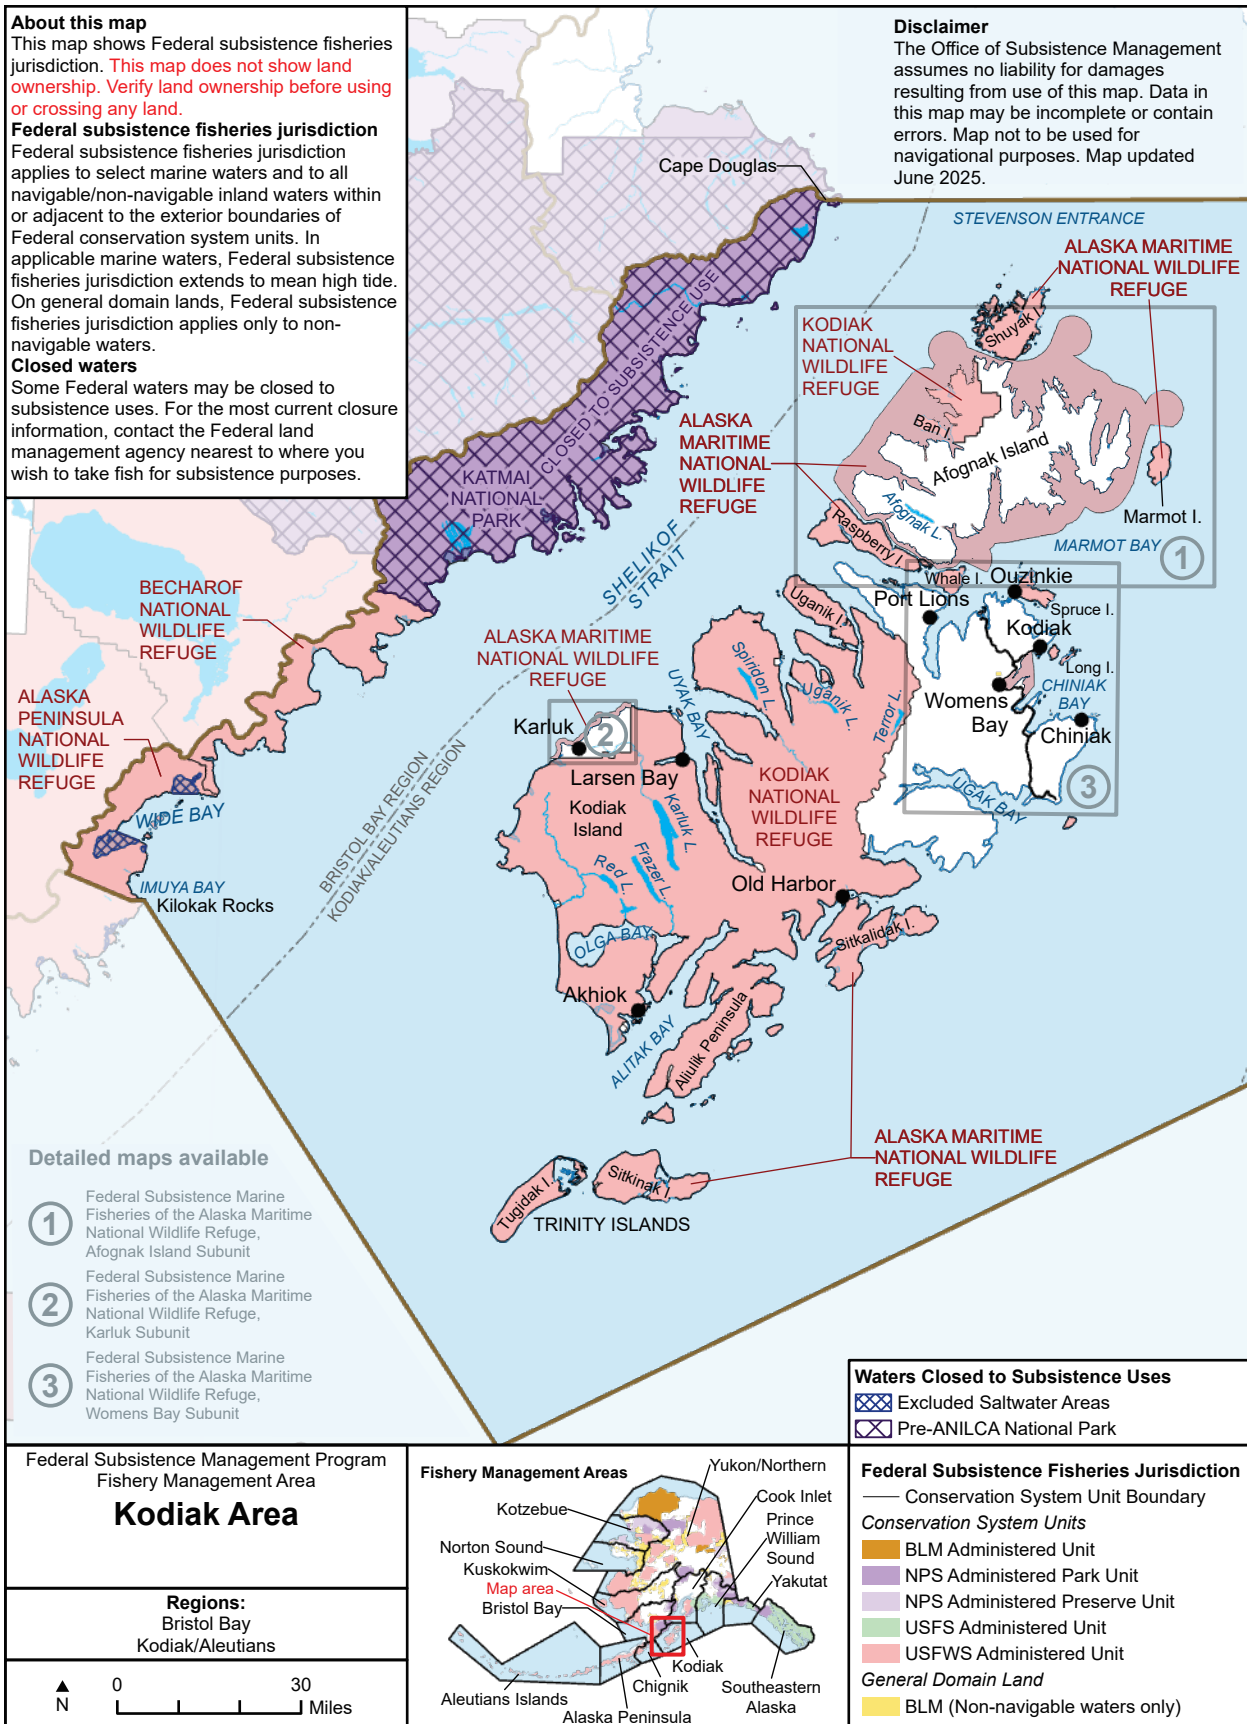 About this map
This map shows Federal subsistence fisheries
jurisdiction. This map does not show land
ownership. Verify land ownership before using
or crossing any land.
Federal subsistence fisheries jurisdiction
Federal subsistence fisheries jurisdiction
applies to select marine waters and to all
navigable/non-navigable inland waters within
or adjacent to the exterior boundaries of
Federal conservation system units. In
applicable marine waters, Federal subsistence
fisheries jurisdiction extends to mean high tide.
On general domain lands, Federal subsistence
fisheries jurisdiction applies only to non-
navigable waters.
Closed waters
Some Federal waters may be closed to
subsistence uses. For the most current closure
information, contact the Federal land
management agency nearest to where you
wish to take fish for subsistence purposes.
Disclaimer
The Office of Subsistence Management
assumes no liability for damages
resulting from use of this map. Data in
this map may be incomplete or contain
errors. Map not to be used for
navigational purposes. Map updated
June 2025.
Cape Douglas
STEVENSON ENTRANCE
ALASKA MARITIME
NATIONAL WILDLIFE
REFUGE
Shuyak I.
KODIAK
NATIONAL
WILDLIFE
REFUGE
Ban I.
Afognak Island
Afognak L.
ALASKA
MARITIME
NATIONAL
WILDLIFE
REFUGE
Raspberry I.
Marmot I.
MARMOT BAY
1
CLOSED TO SUBSISTENCE USE
KATMAI
NATIONAL
PARK
SHELIKOF
STRAIT
BECHAROF
NATIONAL
WILDLIFE
REFUGE
ALASKA
PENINSULA
NATIONAL
WILDLIFE
REFUGE
WIDE BAY
IMUYA BAY
Kilokak Rocks
BRISTOL BAY REGION
KODIAK/ALEUTIANS REGION
ALASKA MARITIME
NATIONAL WILDLIFE
REFUGE
Karluk
2
Larsen Bay
Kodiak
Island
Karluk L.
Frazer L.
Red L.
OLGA BAY
Akhiok
ALITAK BAY
Aliulik Peninsula
UYAK BAY
Spiridon L.
Uganik I.
Uganik L.
Terror L.
KODIAK
NATIONAL
WILDLIFE
REFUGE
Old Harbor
Sitkalidak I.
Whale I.
Ouzinkie
Port Lions
Spruce I.
Kodiak
Long I.
Womens
Bay
CHINIAK
BAY
Chiniak
3
UGAK BAY
ALASKA MARITIME
NATIONAL WILDLIFE
REFUGE
Tugidak I.
Sitkinak I.
TRINITY ISLANDS
Detailed maps available
1
Federal Subsistence Marine
Fisheries of the Alaska Maritime
National Wildlife Refuge,
Afognak Island Subunit
2
Federal Subsistence Marine
Fisheries of the Alaska Maritime
National Wildlife Refuge,
Karluk Subunit
3
Federal Subsistence Marine
Fisheries of the Alaska Maritime
National Wildlife Refuge,
Womens Bay Subunit
Waters Closed to Subsistence Uses
Excluded Saltwater Areas
Pre-ANILCA National Park
Federal Subsistence Management Program
Fishery Management Area
Kodiak Area
Regions:
Bristol Bay
Kodiak/Aleutians
N
0 30
Miles
Fishery Management Areas
Yukon/Northern
Kotzebue
Cook Inlet
Prince
William
Sound
Norton Sound
Kuskokwim
Map area
Bristol Bay
Yakutat
Kodiak
Chignik
Aleutians Islands
Alaska Peninsula
Southeastern
Alaska
Federal Subsistence Fisheries Jurisdiction
Conservation System Unit Boundary
Conservation System Units
BLM Administered Unit
NPS Administered Park Unit
NPS Administered Preserve Unit
USFS Administered Unit
USFWS Administered Unit
General Domain Land
BLM (Non-navigable waters only)